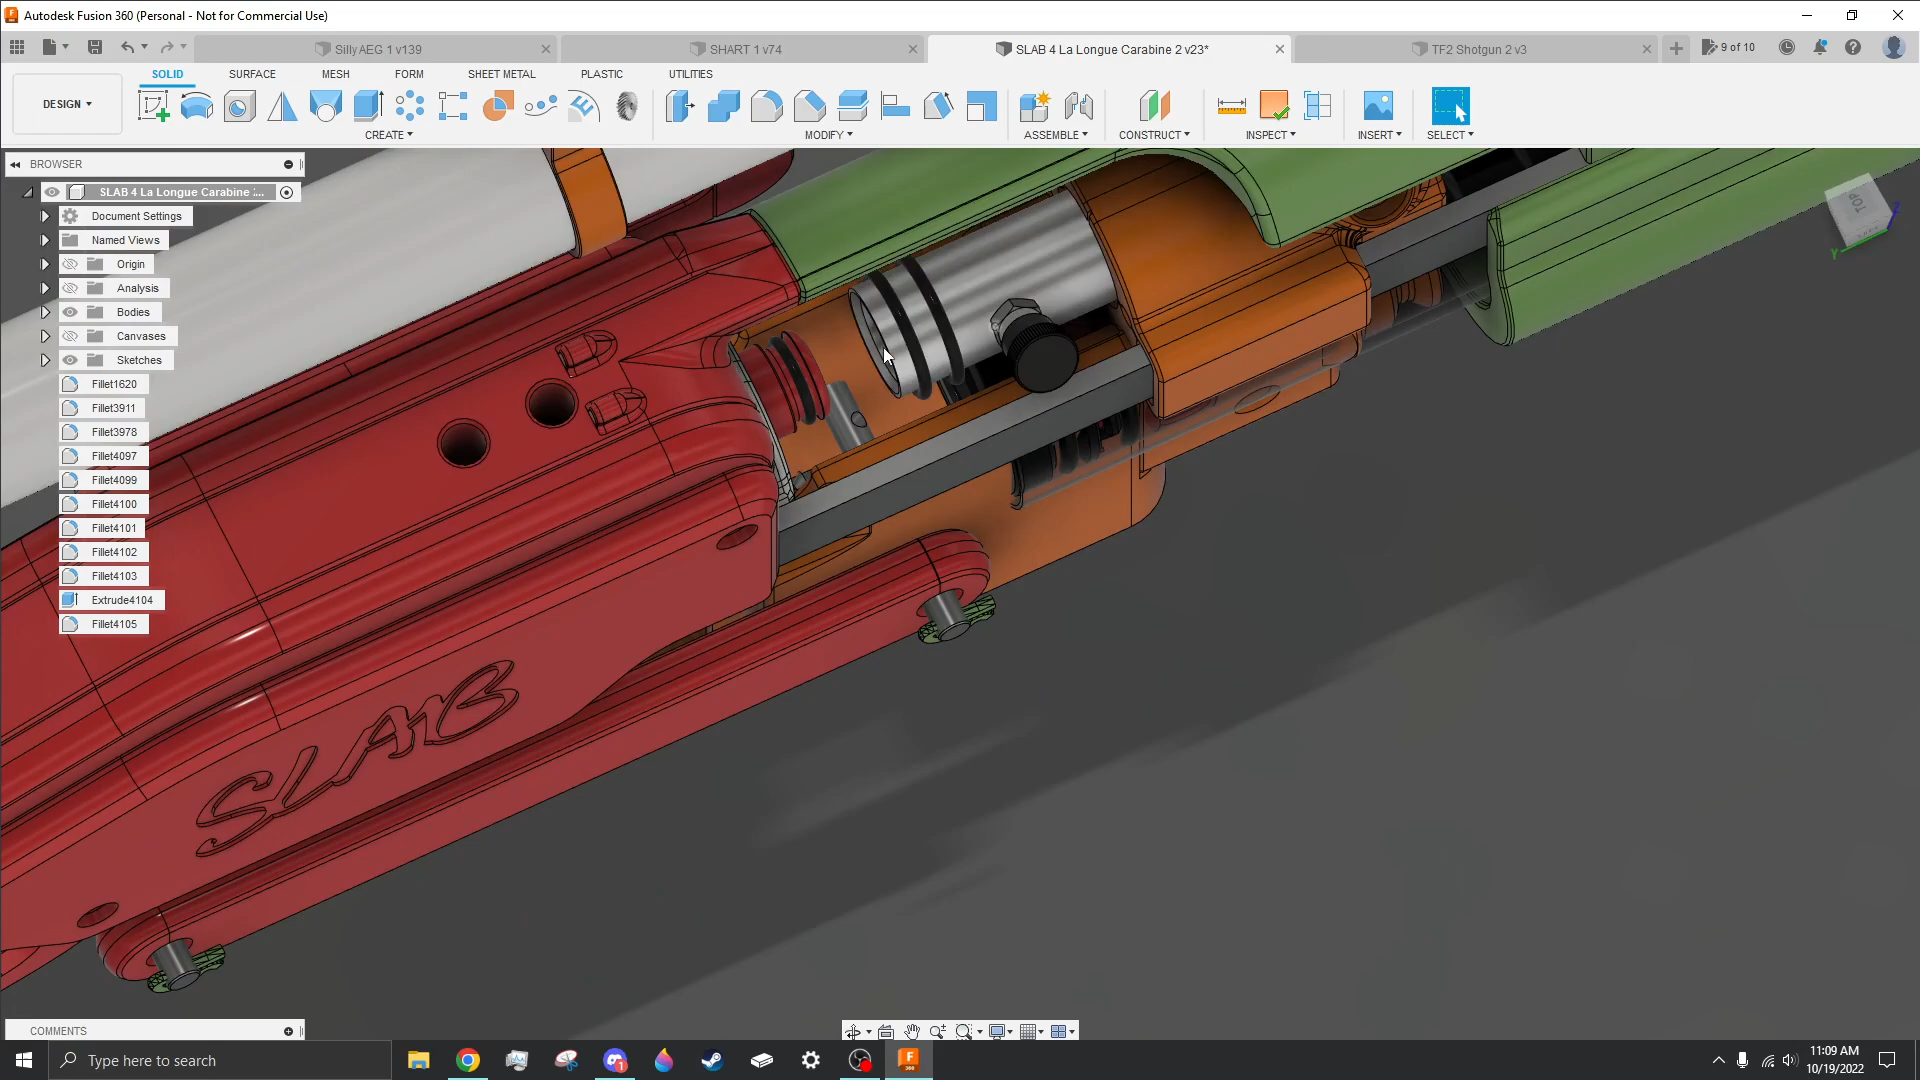 Autodesk Fusion 360 (Personal - Not for Commercial Use)
SillyAEG 1 v139
SHART 1 v74
SLAB 4 La Longue Carabine 2 v23*
TF2 Shotgun 2 v3
9 of 10
SOLID
SURFACE
MESH
FORM
SHEET METAL
PLASTIC
UTILITIES
DESIGN
CREATE
MODIFY
ASSEMBLE
CONSTRUCT
INSPECT
INSERT
SELECT
BROWSER
SLAB 4 La Longue Carabine 2...
Document Settings
Named Views
Origin
Analysis
Bodies
Canvases
Sketches
Fillet1620
Fillet3911
Fillet3978
Fillet4097
Fillet4099
Fillet4100
Fillet4101
Fillet4102
Fillet4103
Extrude4104
Fillet4105
TOP
Z
Y
SLAB
COMMENTS
Type here to search
1
F
360
11:09 AM
10/19/2022